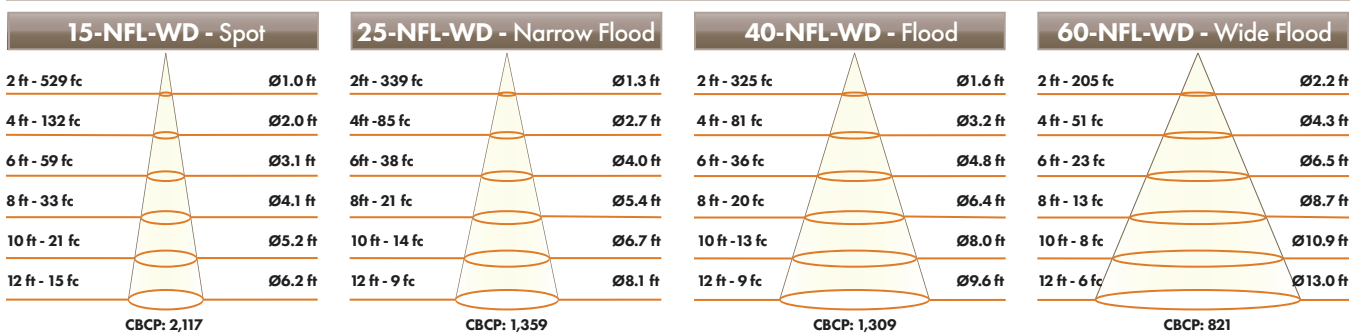 15-NFL-WD - Spot
2 ft - 529 fc Ø1.0 ft
4 ft - 132 fc Ø2.0 ft
6 ft - 59 fc Ø3.1 ft
8 ft - 33 fc Ø4.1 ft
10 ft - 21 fc Ø5.2 ft
12 ft - 15 fc Ø6.2 ft
CBCP: 2,117
25-NFL-WD - Narrow Flood
2ft - 339 fc Ø1.3 ft
4ft -85 fc Ø2.7 ft
6ft - 38 fc Ø4.0 ft
8ft - 21 fc Ø5.4 ft
10 ft - 14 fc Ø6.7 ft
12 ft - 9 fc Ø8.1 ft
CBCP: 1,359
40-NFL-WD - Flood
2 ft - 325 fc Ø1.6 ft
4 ft - 81 fc Ø3.2 ft
6 ft - 36 fc Ø4.8 ft
8 ft - 20 fc Ø6.4 ft
10 ft -13 fc Ø8.0 ft
12 ft - 9 fc Ø9.6 ft
CBCP: 1,309
60-NFL-WD - Wide Flood
2 ft - 205 fc Ø2.2 ft
4 ft - 51 fc Ø4.3 ft
6 ft - 23 fc Ø6.5 ft
8 ft - 13 fc Ø8.7 ft
10 ft - 8 fc Ø10.9 ft
12 ft - 6 fc Ø13.0 ft
CBCP: 821